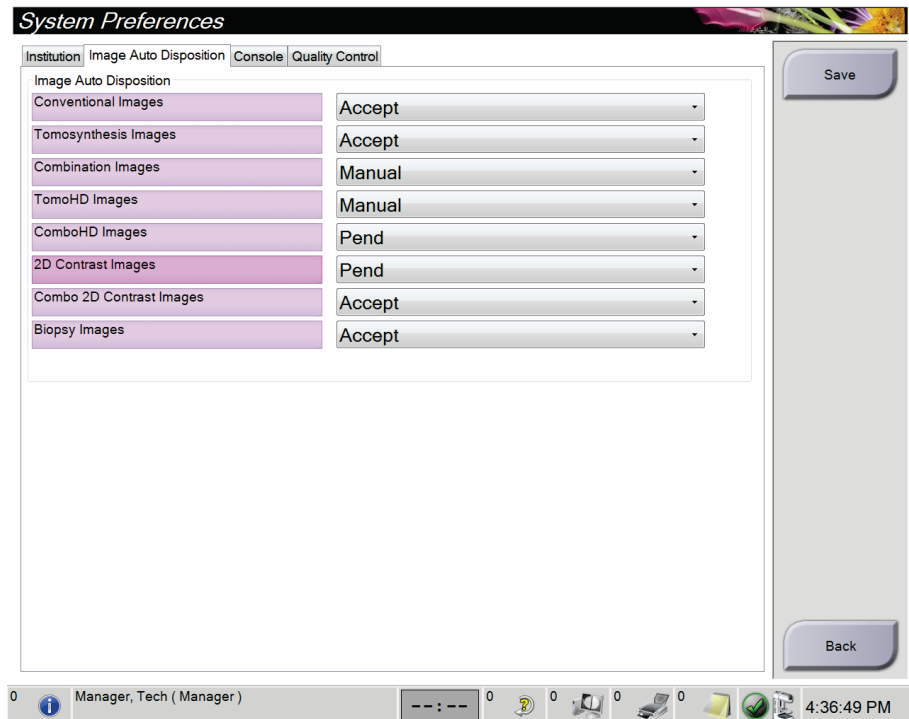 System Preferences
Institution Image Auto Disposition Console Quality Control
Image Auto Disposition
Conventional Images Accept
Tomosynthesis Images Accept
Combination Images Manual
TomoHD Images Manual
ComboHD Images Pend
2D Contrast Images Pend
Combo 2D Contrast Images Accept
Biopsy Images Accept
Save
Back
0 Manager, Tech ( Manager ) --:-- 0 0 0 0 4:36:49 PM